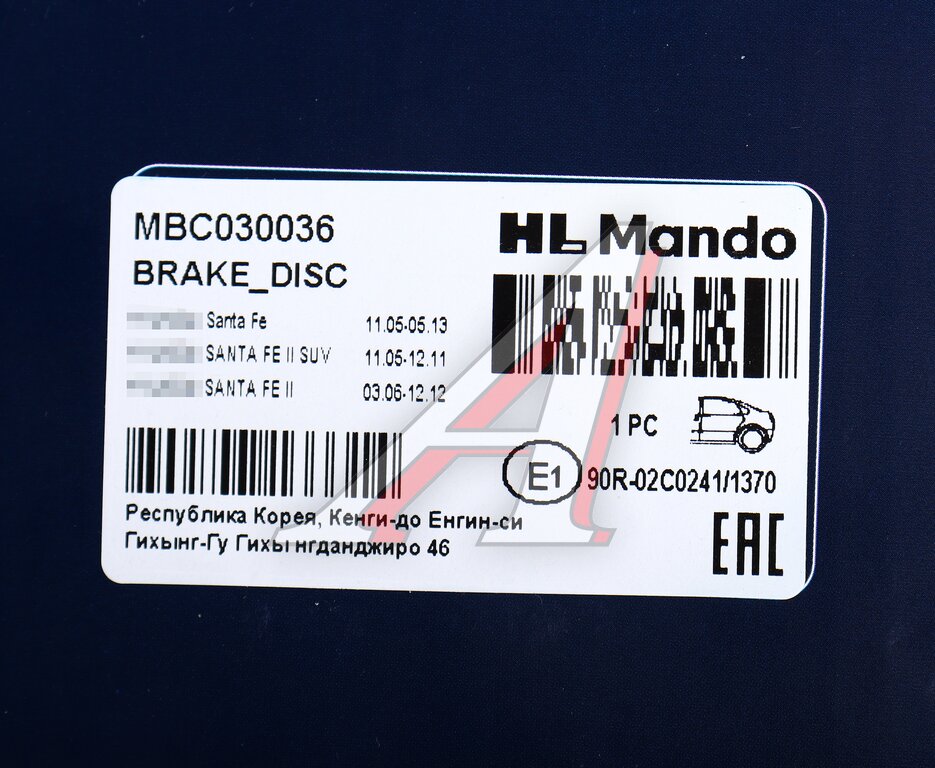 MBC030036
BRAKE_DISC
HL Mando
Santa Fe 11.05-05.13
SANTA FE II SUV 11.05-12.11
SANTA FE II 03.06-12.12
1 PC
E1 90R-02C0241/1370
Республика Корея, Кенги-до Енгин-си
Гихынг-Гу Гихынгданджиро 46
EAC